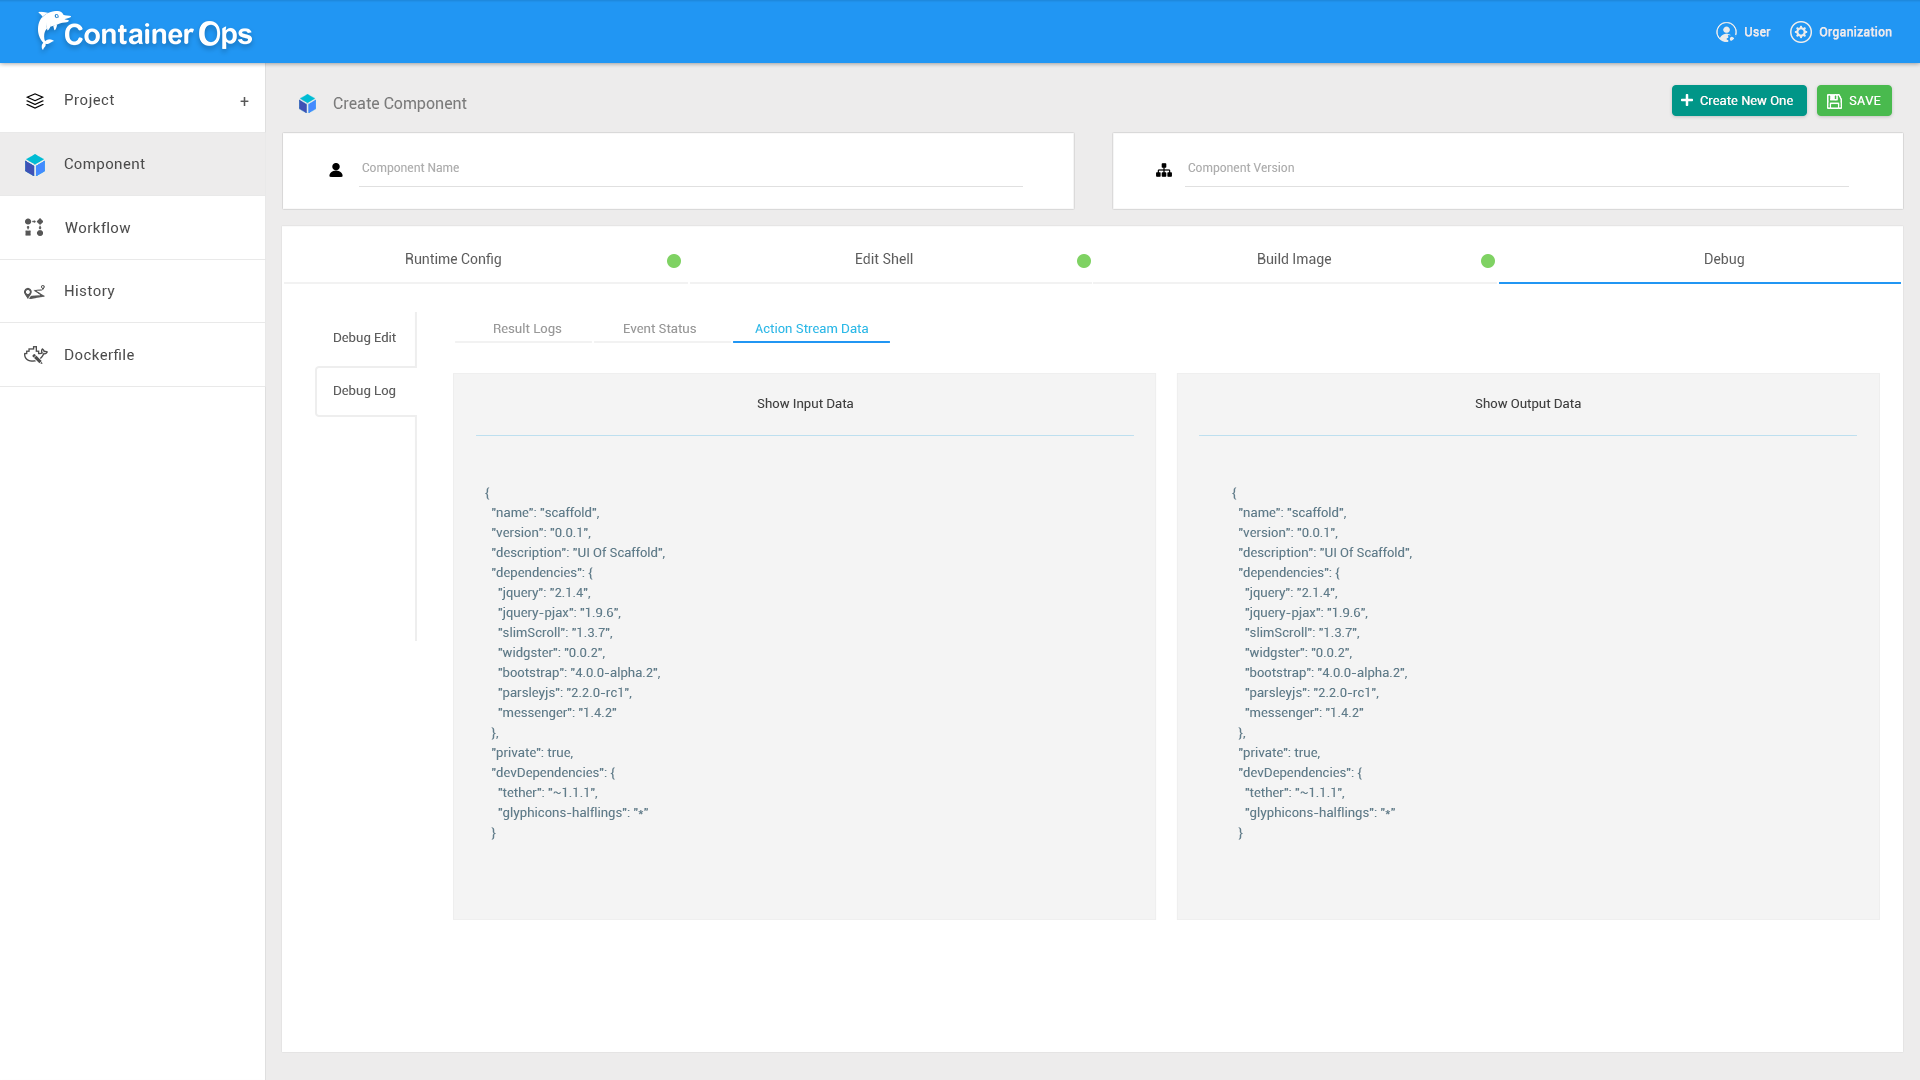 Container Ops
User
Organization
Project +
Component
Workflow
History
Dockerfile
Create Component
+ Create New One
SAVE
Component Name
Component Version
Runtime Config
Edit Shell
Build Image
Debug
Debug Edit
Debug Log
Result Logs
Event Status
Action Stream Data
Show Input Data
{
"name": "scaffold",
"version": "0.0.1",
"description": "UI Of Scaffold",
"dependencies": {
"jquery": "2.1.4",
"jquery-pjax": "1.9.6",
"slimScroll": "1.3.7",
"widgster": "0.0.2",
"bootstrap": "4.0.0-alpha.2",
"parsleyjs": "2.2.0-rc1",
"messenger": "1.4.2"
},
"private": true,
"devDependencies": {
"tether": "~1.1.1",
"glyphicons-halflings": "*"
}
Show Output Data
{
"name": "scaffold",
"version": "0.0.1",
"description": "UI Of Scaffold",
"dependencies": {
"jquery": "2.1.4",
"jquery-pjax": "1.9.6",
"slimScroll": "1.3.7",
"widgster": "0.0.2",
"bootstrap": "4.0.0-alpha.2",
"parsleyjs": "2.2.0-rc1",
"messenger": "1.4.2"
},
"private": true,
"devDependencies": {
"tether": "~1.1.1",
"glyphicons-halflings": "*"
}